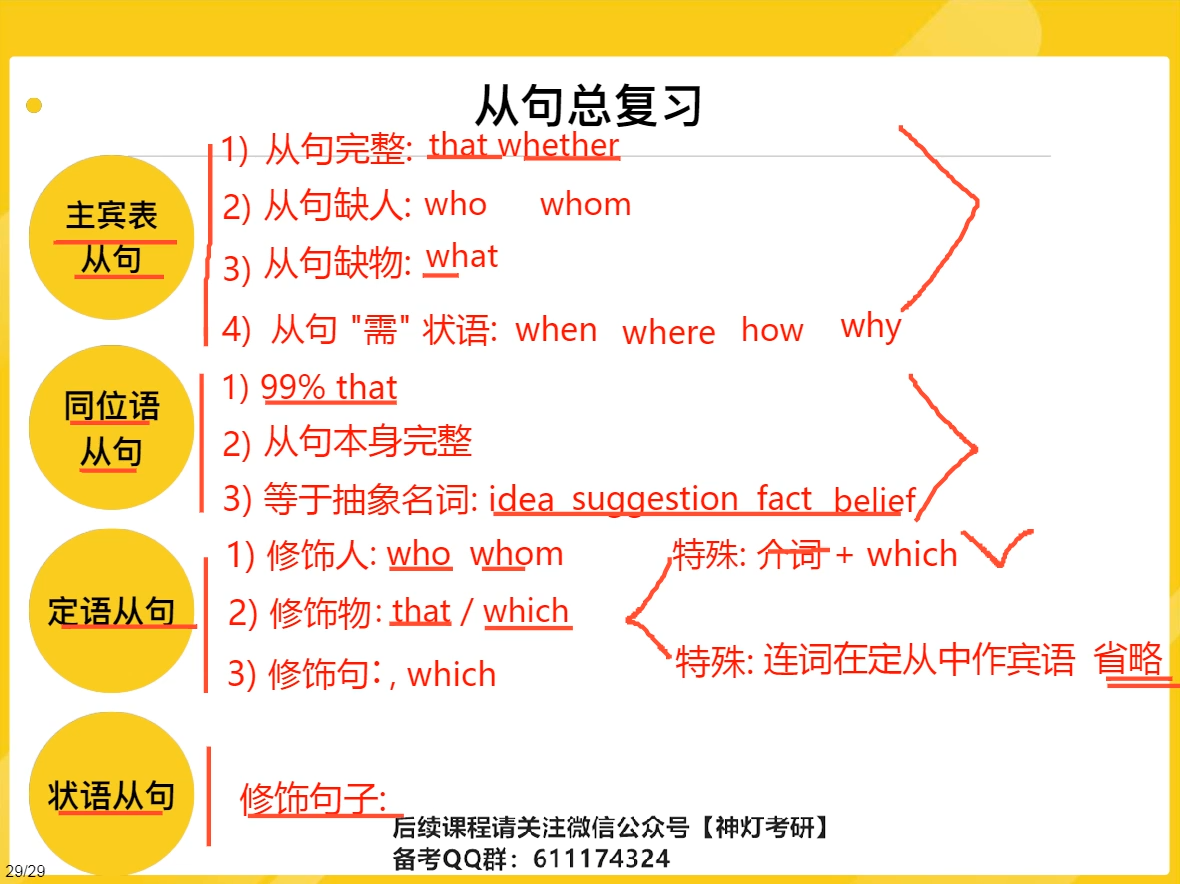 从句总复习
主宾表
从句
1) 从句完整: that whether
2) 从句缺人: who whom
3) 从句缺物: what
4) 从句 "需" 状语: when where how why
同位语
从句
1) 99% that
2) 从句本身完整
3) 等于抽象名词: idea suggestion fact belief
定语从句
1) 修饰人: who whom
2) 修饰物: that / which
3) 修饰句: , which
特殊: 介词 + which
特殊: 连词在定从中作宾语 省略
状语从句
修饰句子:
后续课程请关注微信公众号【神灯考研】
备考QQ群：611174324
29/29